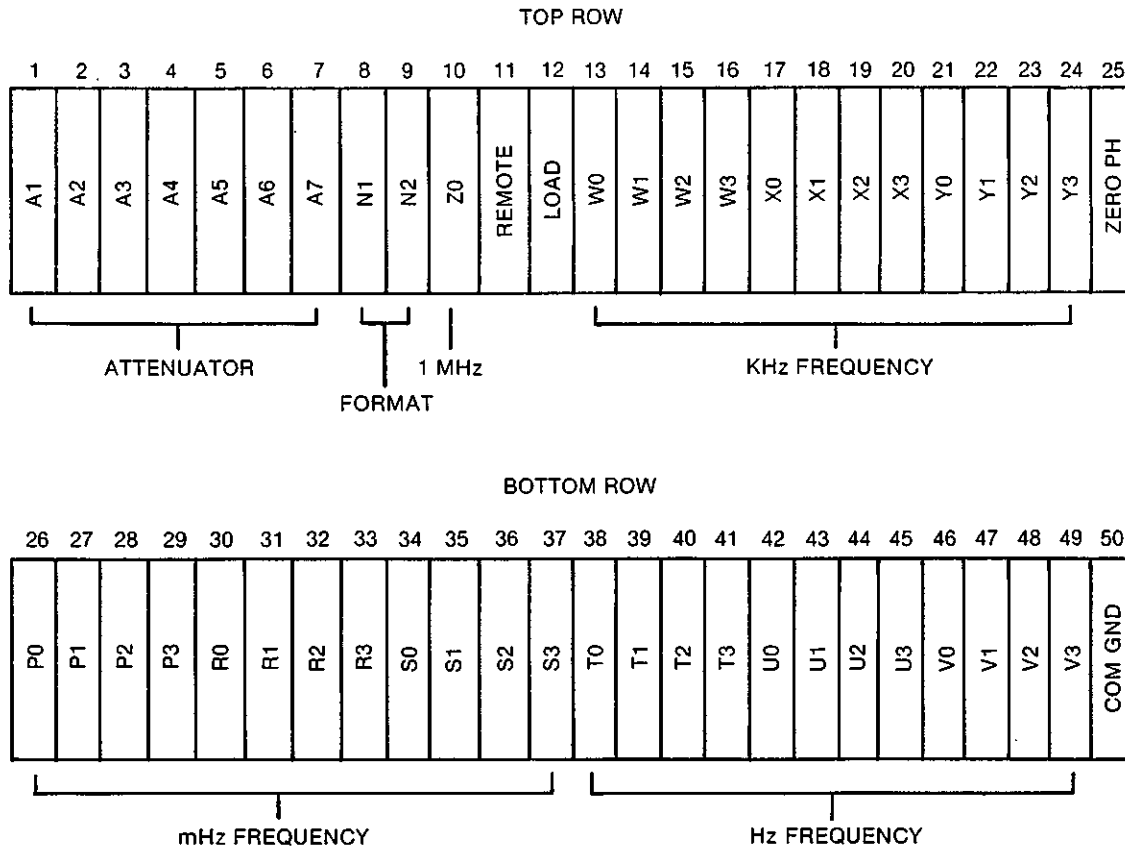 TOP ROW
1 2 3 4 5 6 7 8 9 10 11 12 13 14 15 16 17 18 19 20 21 22 23 24 25
A1 A2 A3 A4 A5 A6 A7 N1 N2 Z0 REMOTE LOAD W0 W1 W2 W3 X0 X1 X2 X3 Y0 Y1 Y2 Y3 ZERO PH
ATTENUATOR 1 MHz KHz FREQUENCY
FORMAT
BOTTOM ROW
26 27 28 29 30 31 32 33 34 35 36 37 38 39 40 41 42 43 44 45 46 47 48 49 50
P0 P1 P2 P3 R0 R1 R2 R3 S0 S1 S2 S3 T0 T1 T2 T3 U0 U1 U2 U3 V0 V1 V2 V3 COM GND
mHz FREQUENCY Hz FREQUENCY